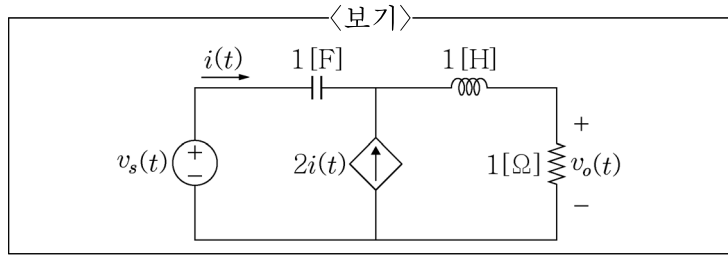 〈보기〉
i(t)
1[F]
1[H]
v_s(t)
+
−
2i(t)
1[Ω]
+
v_o(t)
−